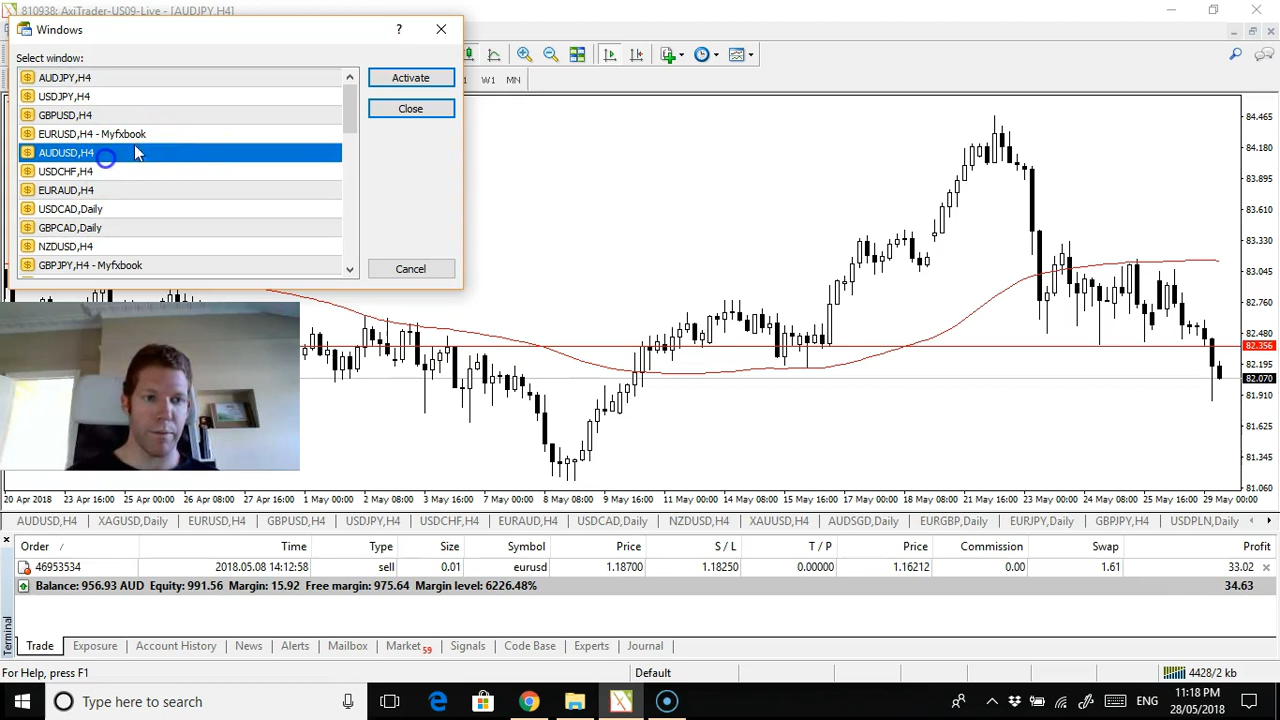 810938: AxiTrader-US09-Live - [AUDJPY,H4]
Windows
?
Select window:
AUDJPY,H4
USDJPY,H4
GBPUSD,H4
EURUSD,H4 - Myfxbook
AUDUSD,H4
USDCHF,H4
EURAUD,H4
USDCAD,Daily
GBPCAD,Daily
NZDUSD,H4
GBPJPY,H4 - Myfxbook
Activate
Close
Cancel
W1 MN
84.465
84.180
83.895
83.615
83.330
83.045
82.760
82.475
82.356
82.195
82.070
81.910
81.625
81.345
81.060
20 Apr 2018 23 Apr 16:00 25 Apr 00:00 26 Apr 08:00 27 Apr 16:00 1 May 00:00 2 May 08:00 3 May 16:00 7 May 00:00 8 May 08:00 9 May 16:00 11 May 00:00 14 May 08:00 15 May 16:00 17 May 00:00 18 May 08:00 21 May 16:00 23 May 00:00 24 May 08:00 25 May 16:00 29 May 00:00
AUDUSD,H4 XAGUSD,Daily EURUSD,H4 GBPUSD,H4 USDJPY,H4 USDCHF,H4 EURAUD,H4 USDCAD,Daily NZDUSD,H4 XAUUSD,H4 AUDSGD,Daily EURGBP,Daily EURJPY,Daily GBPJPY,H4 USDPLN,Daily
Order / Time Type Size Symbol Price S / L T / P Price Commission Swap Profit
46953534 2018.05.08 14:12:58 sell 0.01 eurusd 1.18700 1.18250 0.00000 1.16212 0.00 1.61 33.02
Balance: 956.93 AUD Equity: 991.56 Margin: 15.92 Free margin: 975.64 Margin level: 6226.48% 34.63
Terminal
Trade Exposure Account History News Alerts Mailbox Market 59 Signals Code Base Experts Journal
For Help, press F1 Default 4428/2 kb
Type here to search
ENG
11:18 PM
28/05/2018